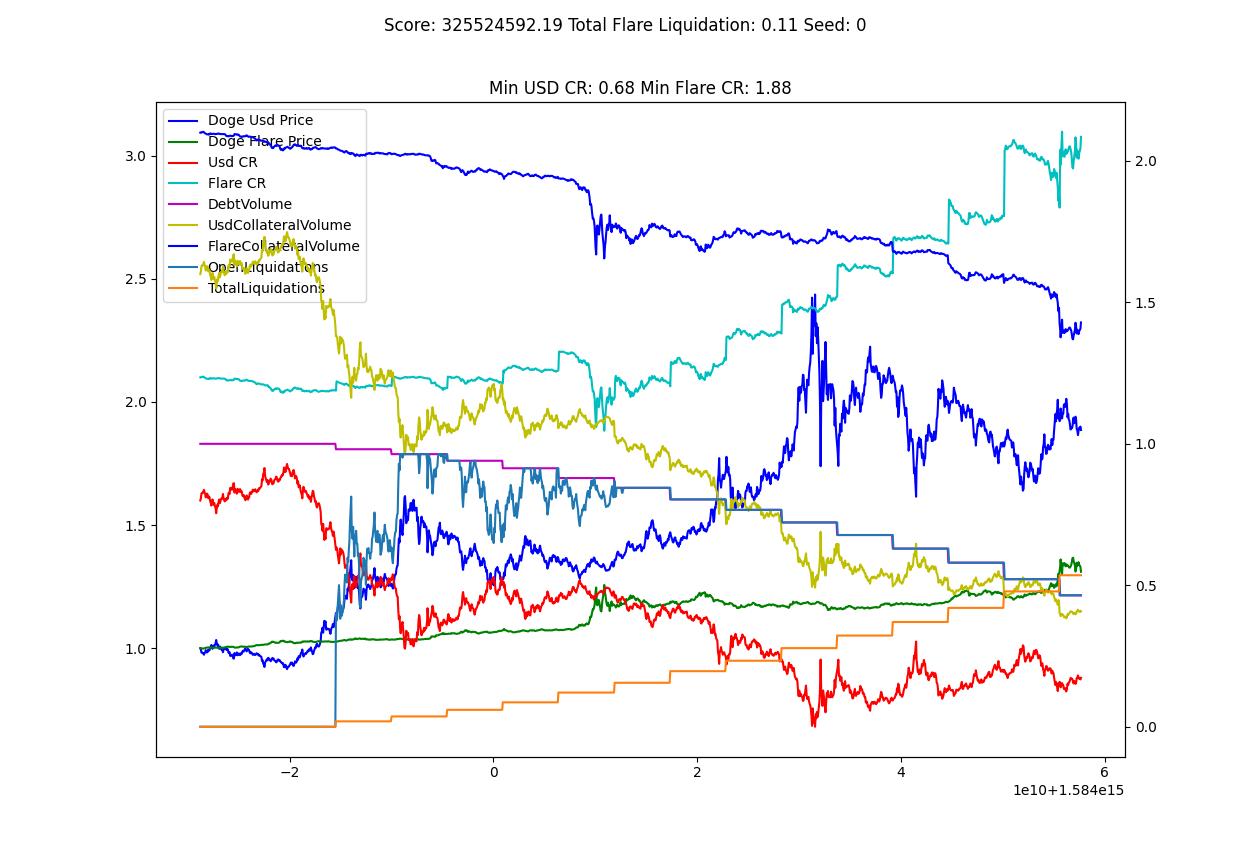 Score: 325524592.19 Total Flare Liquidation: 0.11 Seed: 0
Min USD CR: 0.68 Min Flare CR: 1.88
Doge Usd Price
Doge Flare Price
Usd CR
Flare CR
DebtVolume
UsdCollateralVolume
FlareCollateralVolume
OpenLiquidations
TotalLiquidations
3.0
2.5
2.0
1.5
1.0
2.0
1.5
1.0
0.5
0.0
−2
0
2
4
6
1e10+1.584e15